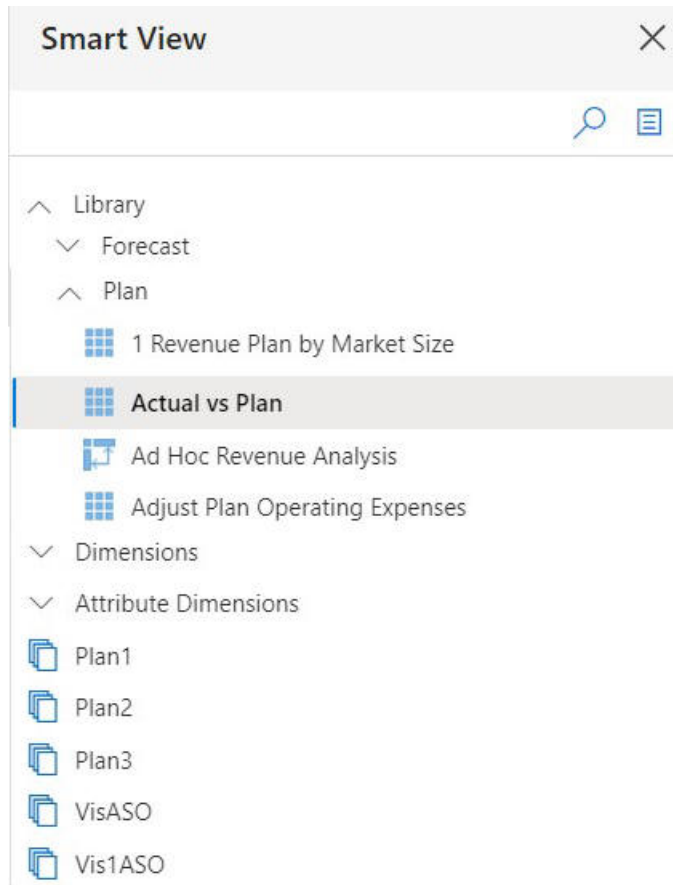 Smart View
Library
Forecast
Plan
1 Revenue Plan by Market Size
Actual vs Plan
Ad Hoc Revenue Analysis
Adjust Plan Operating Expenses
Dimensions
Attribute Dimensions
Plan1
Plan2
Plan3
VisASO
Vis1ASO